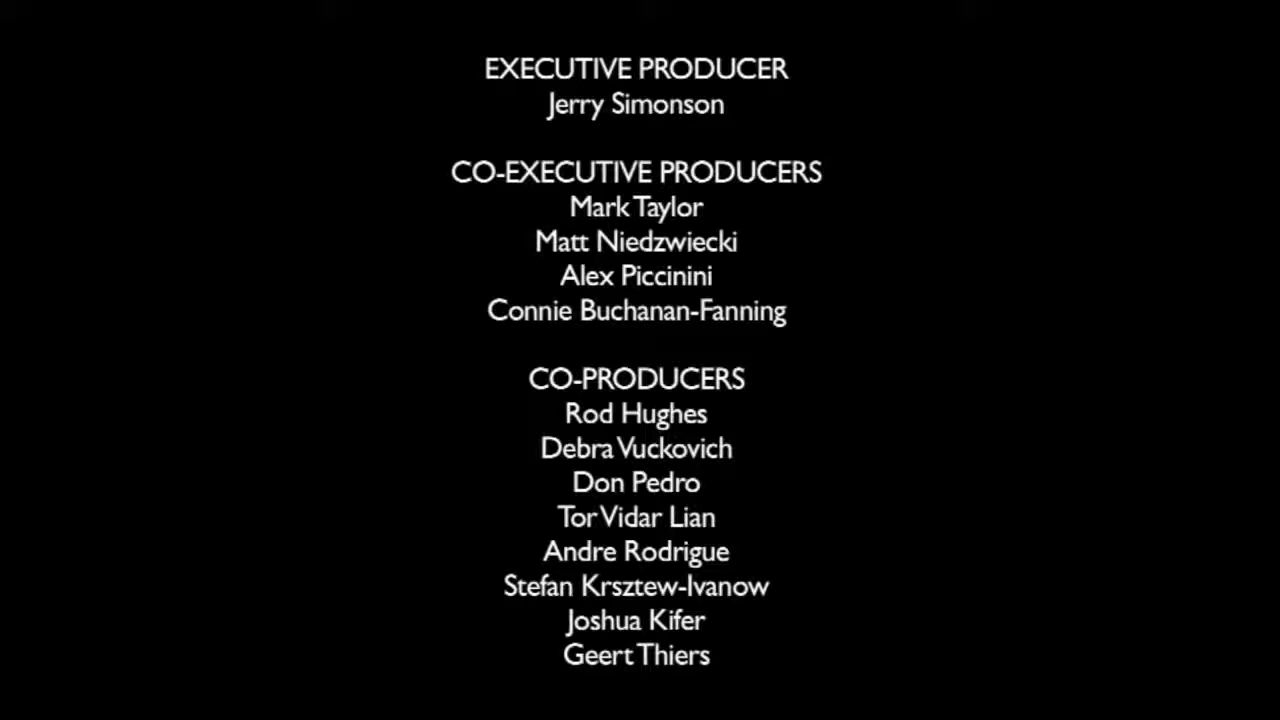 EXECUTIVE PRODUCER
Jerry Simonson
CO-EXECUTIVE PRODUCERS
Mark Taylor
Matt Niedzwiecki
Alex Piccinini
Connie Buchanan-Fanning
CO-PRODUCERS
Rod Hughes
Debra Vuckovich
Don Pedro
Tor Vidar Lian
Andre Rodrigue
Stefan Krsztew-Ivanow
Joshua Kifer
Geert Thiers